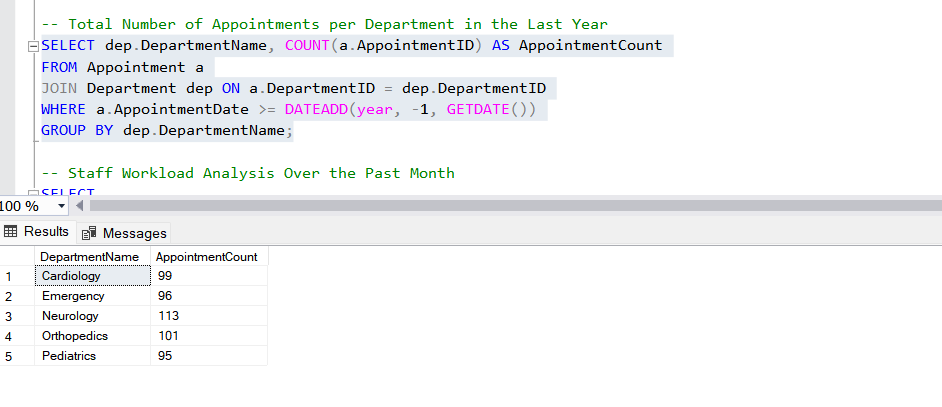 -- Total Number of Appointments per Department in the Last Year
SELECT dep.DepartmentName, COUNT(a.AppointmentID) AS AppointmentCount
FROM Appointment a
JOIN Department dep ON a.DepartmentID = dep.DepartmentID
WHERE a.AppointmentDate >= DATEADD(year, -1, GETDATE())
GROUP BY dep.DepartmentName;
-- Staff Workload Analysis Over the Past Month
SELECT
100 %
Results Messages
DepartmentName AppointmentCount
1 Cardiology 99
2 Emergency 96
3 Neurology 113
4 Orthopedics 101
5 Pediatrics 95